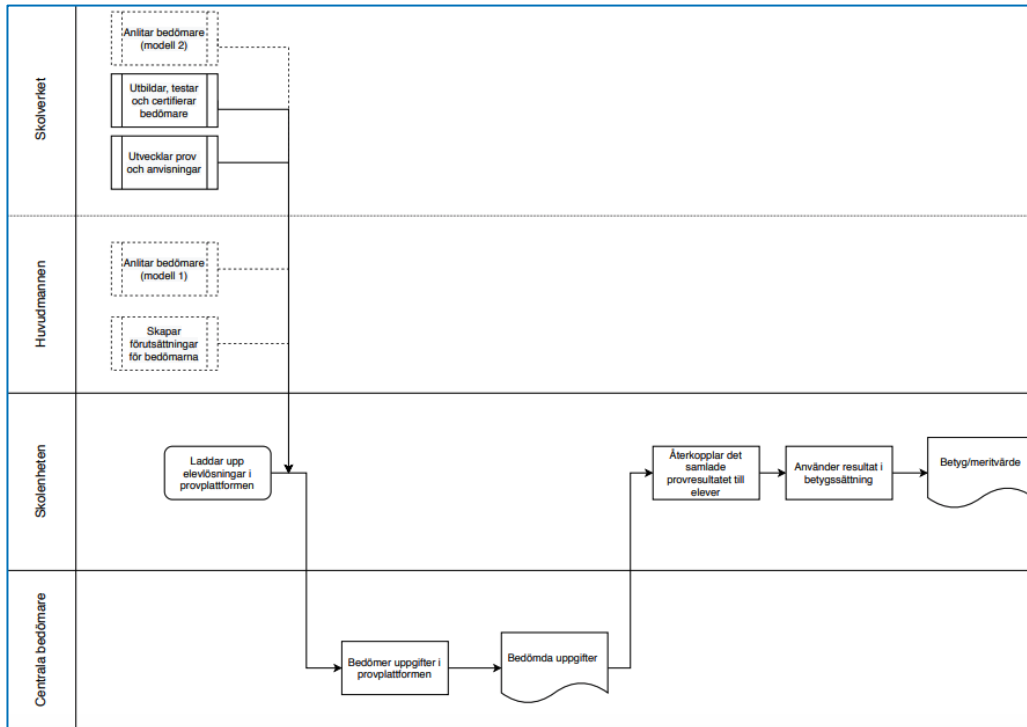 Skolverket
Anlitar bedömare
(modell 2)
Utbildar, testar
och certifierar
bedömare
Utvecklar prov
och anvisningar
Huvudmannen
Anlitar bedömare
(modell 1)
Skapar
förutsättningar
för bedömarna
Skolenheten
Laddar upp
elevlösningar i
provplattformen
Återkopplar det
samlade
provresultatet till
elever
Använder resultat i
betygssättning
Betyg/meritvärde
Centrala bedömare
Bedömer uppgifter i
provplattformen
Bedömda uppgifter